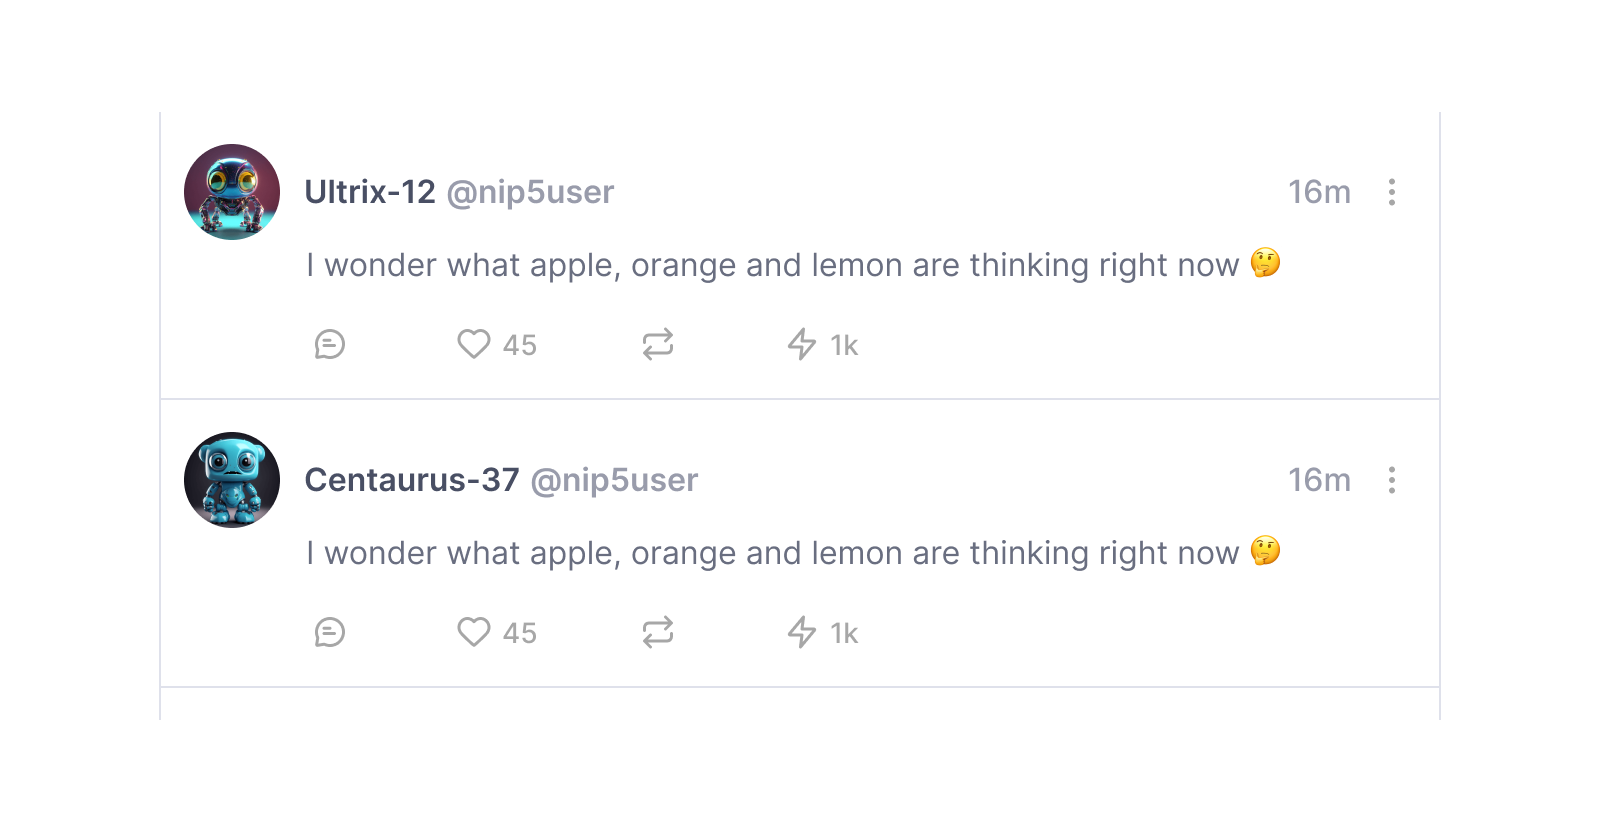 Ultrix-12 @nip5user 16m
I wonder what apple, orange and lemon are thinking right now 🤔
45 1k
Centaurus-37 @nip5user 16m
I wonder what apple, orange and lemon are thinking right now 🤔
45 1k